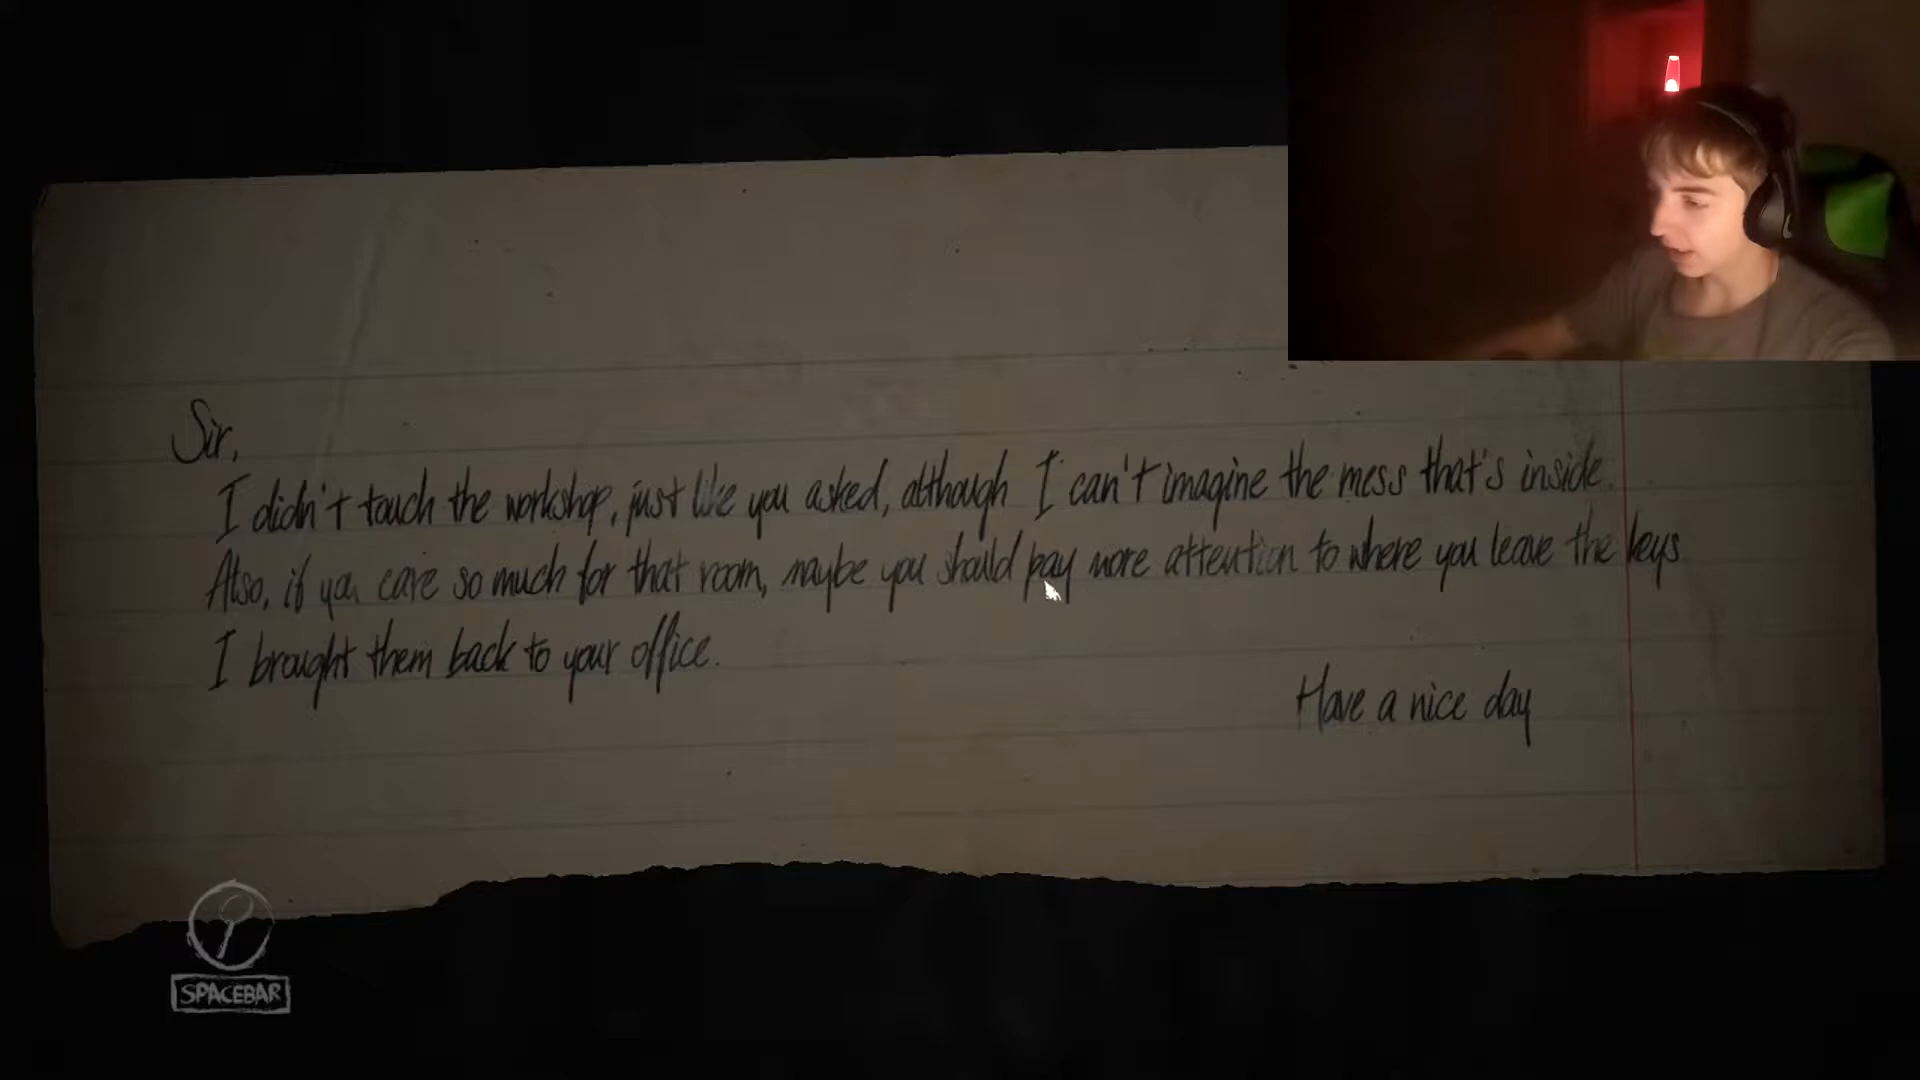 Sir,
I didn't touch the workshop, just like you asked, although I can't imagine the mess that's inside.
Also, if you care so much for that room, maybe you should pay more attention to where you leave the keys
I brought them back to your office.
Have a nice day
SPACEBAR